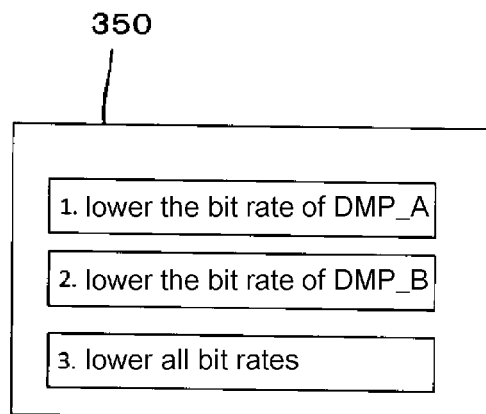 350
1. lower the bit rate of DMP_A
2. lower the bit rate of DMP_B
3. lower all bit rates